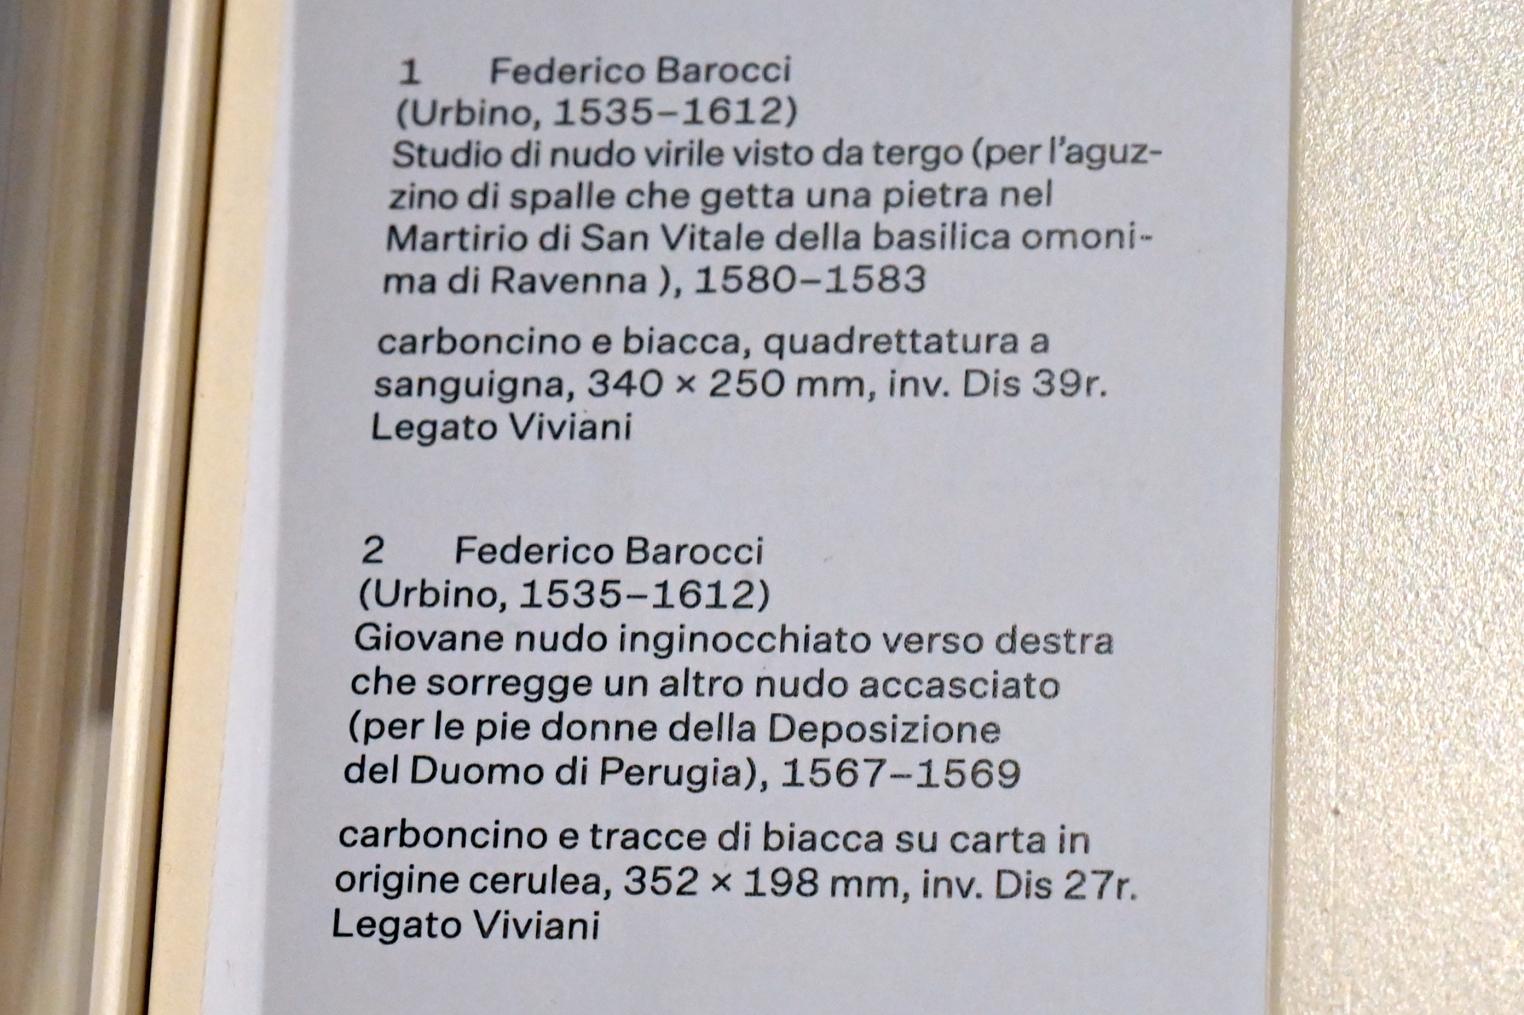 1 Federico Barocci
(Urbino, 1535–1612)
Studio di nudo virile visto da tergo (per l’aguz-
zino di spalle che getta una pietra nel
Martirio di San Vitale della basilica omoni-
ma di Ravenna ), 1580–1583
carboncino e biacca, quadrettatura a
sanguigna, 340 × 250 mm, inv. Dis 39r.
Legato Viviani
2 Federico Barocci
(Urbino, 1535–1612)
Giovane nudo inginocchiato verso destra
che sorregge un altro nudo accasciato
(per le pie donne della Deposizione
del Duomo di Perugia), 1567–1569
carboncino e tracce di biacca su carta in
origine cerulea, 352 × 198 mm, inv. Dis 27r.
Legato Viviani